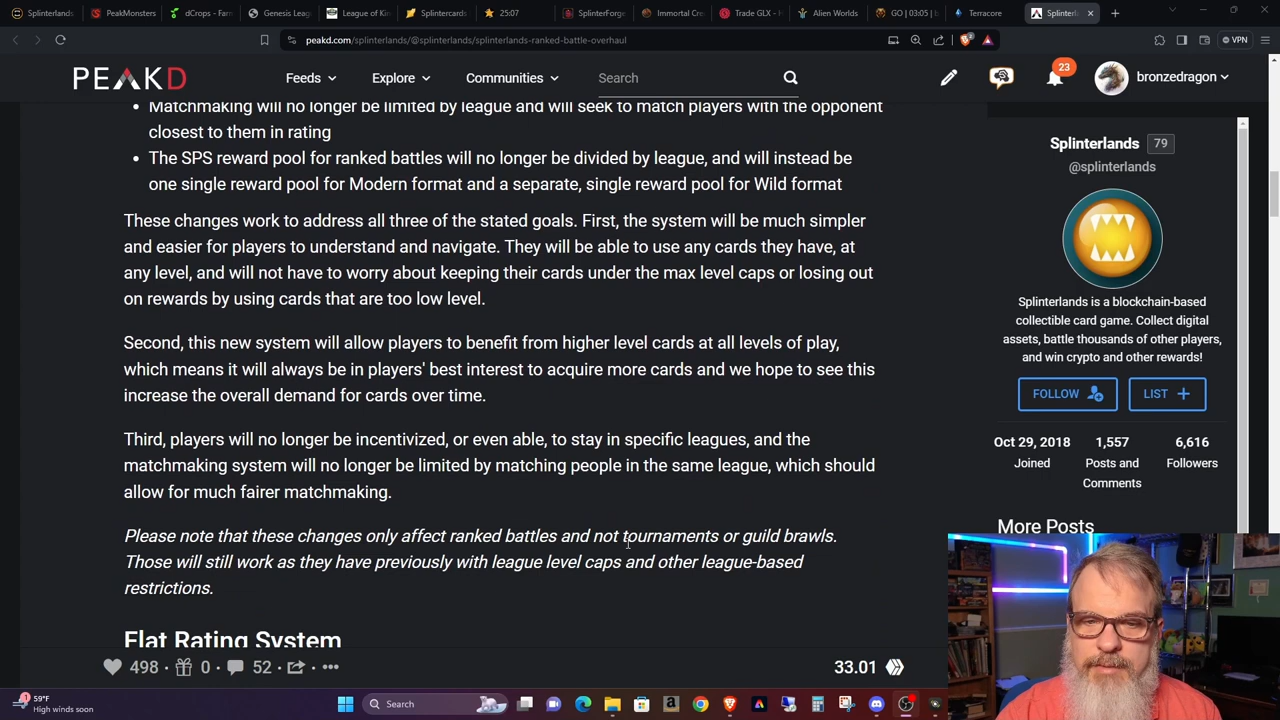 Splinterlands
PeakMonsters
dCrops - Farm
Genesis Leag
League of Kin
Splintercards
25:07
SplinterForge
Immortal Cre
Trade GLX - H
Alien Worlds
GO | 03:05 | b
Terracore
Splinterl
peakd.com/splinterlands/@splinterlands/splinterlands-ranked-battle-overhaul
VPN
PEAKD
Feeds
Explore
Communities
Search
23
bronzedragon
Matchmaking will no longer be limited by league and will seek to match players with the opponent
closest to them in rating
The SPS reward pool for ranked battles will no longer be divided by league, and will instead be
one single reward pool for Modern format and a separate, single reward pool for Wild format
These changes work to address all three of the stated goals. First, the system will be much simpler
and easier for players to understand and navigate. They will be able to use any cards they have, at
any level, and will not have to worry about keeping their cards under the max level caps or losing out
on rewards by using cards that are too low level.
Second, this new system will allow players to benefit from higher level cards at all levels of play,
which means it will always be in players' best interest to acquire more cards and we hope to see this
increase the overall demand for cards over time.
Third, players will no longer be incentivized, or even able, to stay in specific leagues, and the
matchmaking system will no longer be limited by matching people in the same league, which should
allow for much fairer matchmaking.
Please note that these changes only affect ranked battles and not tournaments or guild brawls.
Those will still work as they have previously with league level caps and other league-based
restrictions.
Flat Rating System
498
0
52
33.01
Splinterlands 79
@splinterlands
Splinterlands is a blockchain-based
collectible card game. Collect digital
assets, battle thousands of other players,
and win crypto and other rewards!
FOLLOW
LIST
Oct 29, 2018
Joined
1,557
Posts and
Comments
6,616
Followers
More Posts
1
59°F
High winds soon
Search